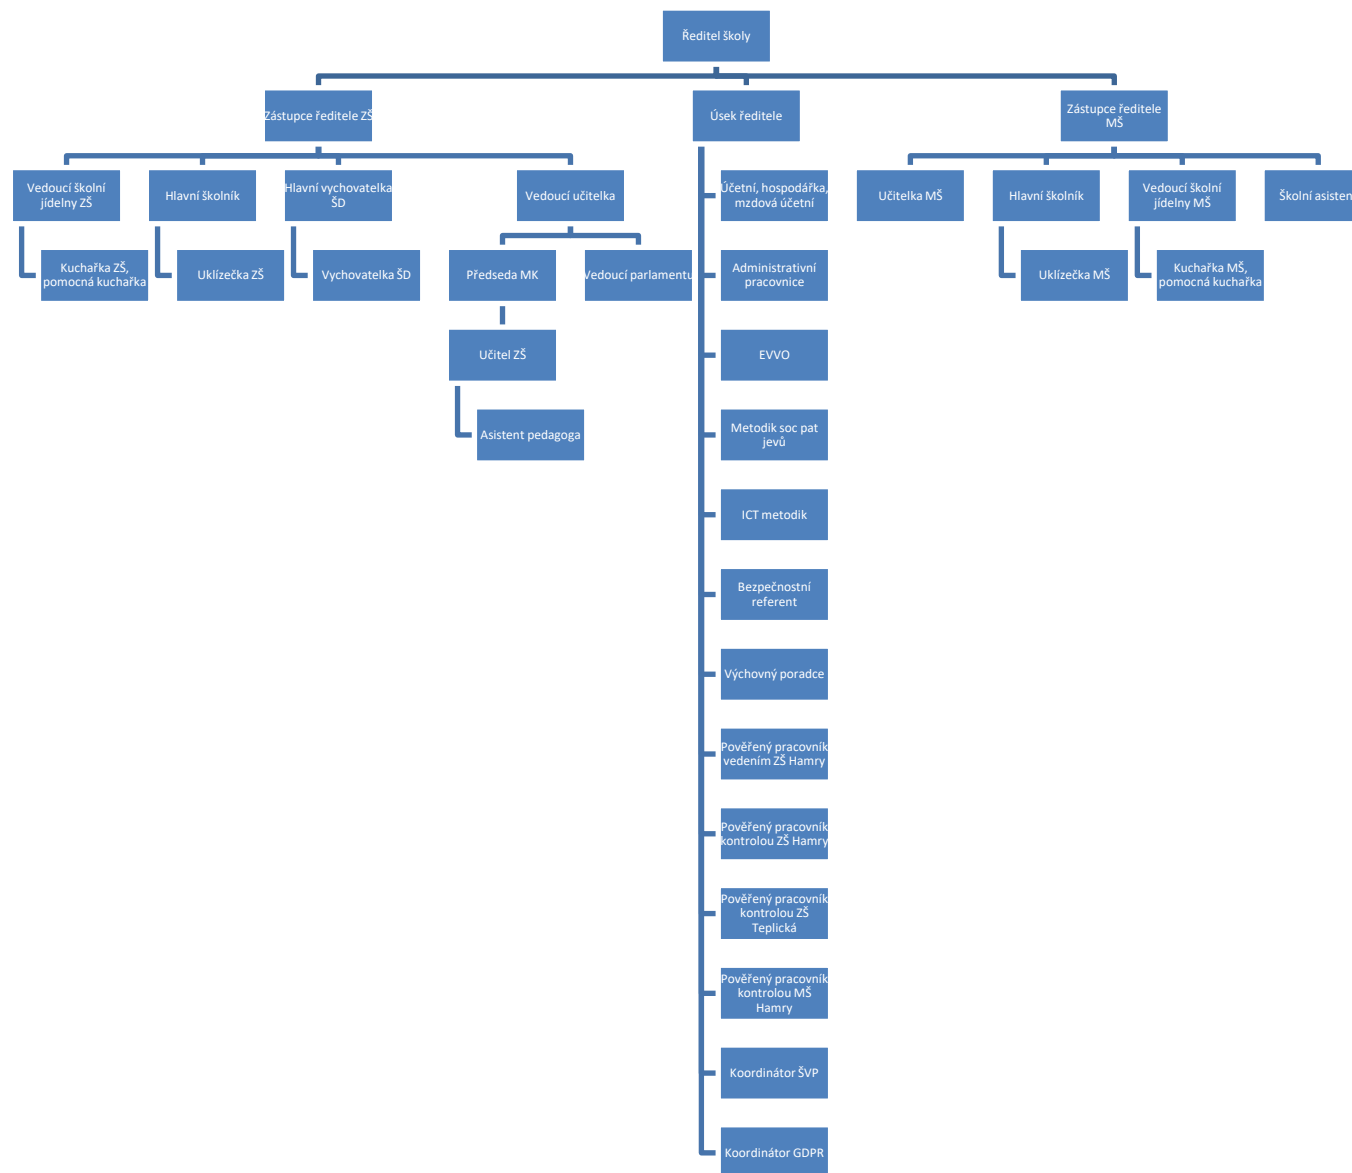 Ředitel školy
Zástupce ředitele ZŠ
Úsek ředitele
Zástupce ředitele
MŠ
Vedoucí školní
jídelny ZŠ
Hlavní školník
Hlavní vychovatelka
ŠD
Vedoucí učitelka
Účetní, hospodářka,
mzdová účetní
Učitelka MŠ
Hlavní školník
Vedoucí školní
jídelny MŠ
Školní asistent
Kuchařka ZŠ,
pomocná kuchařka
Uklízečka ZŠ
Vychovatelka ŠD
Předseda MK
Vedoucí parlamentu
Administrativní
pracovnice
Uklízečka MŠ
Kuchařka MŠ,
pomocná kuchařka
Učitel ZŠ
EVVO
Asistent pedagoga
Metodik soc pat
jevů
ICT metodik
Bezpečnostní
referent
Výchovný poradce
Pověřený pracovník
vedením ZŠ Hamry
Pověřený pracovník
kontrolou ZŠ Hamry
Pověřený pracovník
kontrolou ZŠ
Teplická
Pověřený pracovník
kontrolou MŠ
Hamry
Koordinátor ŠVP
Koordinátor GDPR